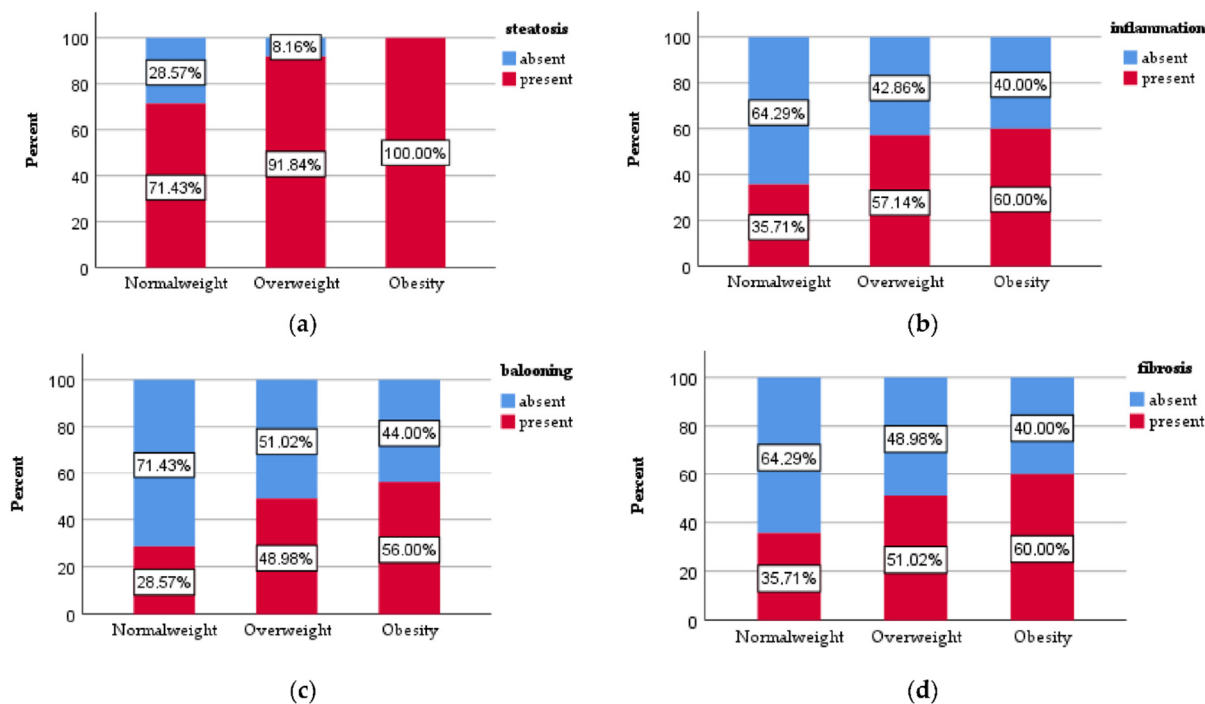 steatosis
absent
present
100
80
60
40
20
0
Percent
8.16%
28.57%
71.43%
91.84%
100.00%
Normalweight Overweight Obesity
(a)
inflammation
absent
present
100
80
60
40
20
0
Percent
64.29%
42.86%
40.00%
35.71%
57.14%
60.00%
Normalweight Overweight Obesity
(b)
balooning
absent
present
100
80
60
40
20
0
Percent
71.43%
51.02%
44.00%
28.57%
48.98%
56.00%
Normalweight Overweight Obesity
(c)
fibrosis
absent
present
100
80
60
40
20
0
Percent
64.29%
48.98%
40.00%
35.71%
51.02%
60.00%
Normalweight Overweight Obesity
(d)